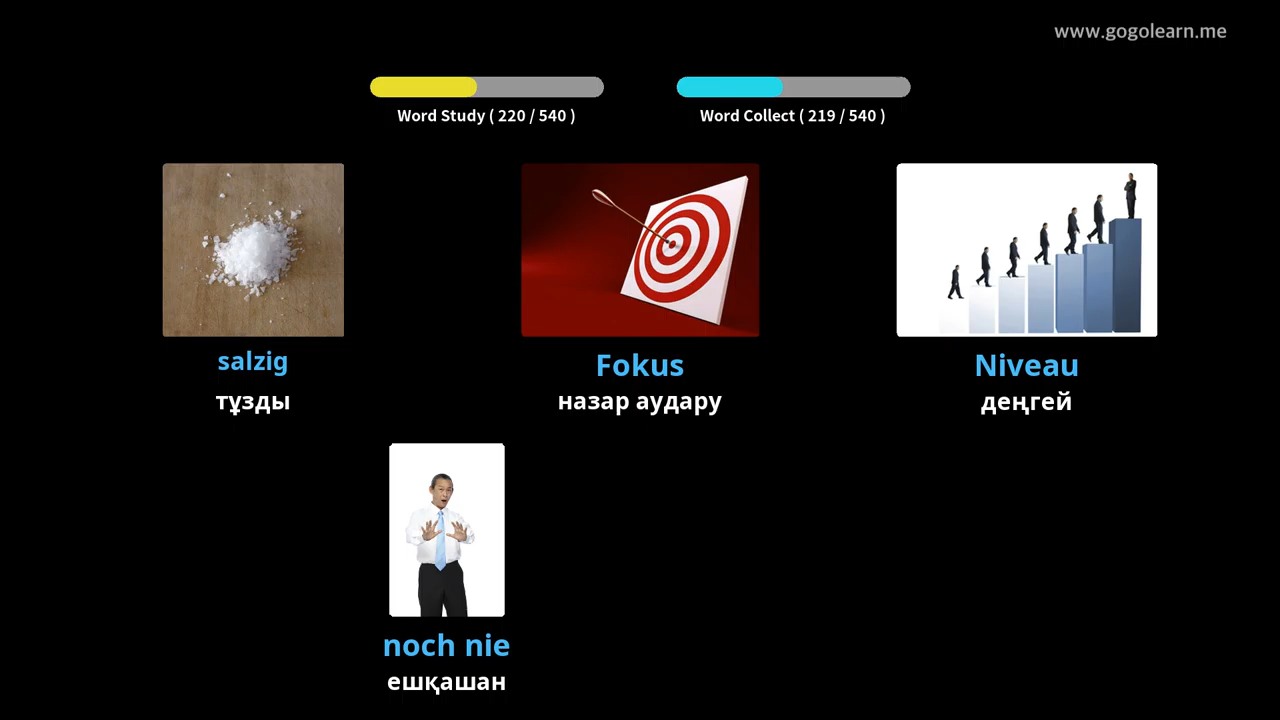 www.gogolearn.me
Word Study ( 220 / 540 )
Word Collect ( 219 / 540 )
salzig
тұзды
Fokus
назар аудару
Niveau
деңгей
noch nie
ешқашан